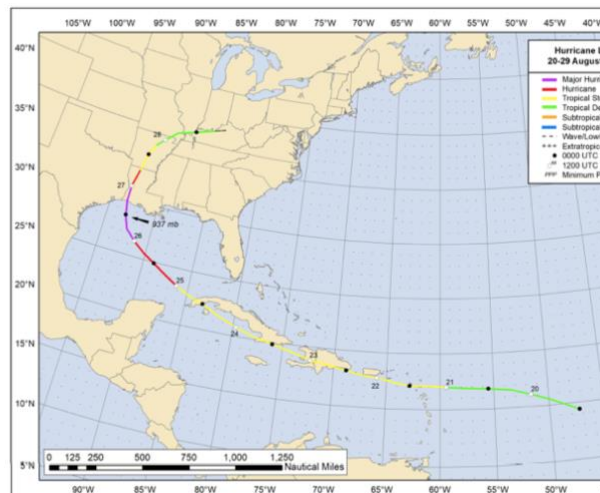 105°W 100°W 95°W 90°W 85°W 80°W 75°W 70°W 65°W 60°W 55°W 50°W 45°W 40°W
40°N
35°N
30°N
25°N
20°N
15°N
10°N
5°N
Hurricane L
20-29 August
Major Hurri
Hurricane
Tropical St
Tropical De
Subtropical
Subtropical
Wave/Low
Extratropic
0000 UTC
1200 UTC
PPP Minimum P
28
27
937 mb
26
25
24
23
22
21
20
0 125 250 500 750 1,000 1,250
Nautical Miles
90°W 85°W 80°W 75°W 70°W 65°W 60°W 55°W 50°W